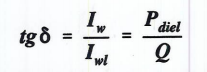 tg δ = I_w / I_wl = P_diel / Q